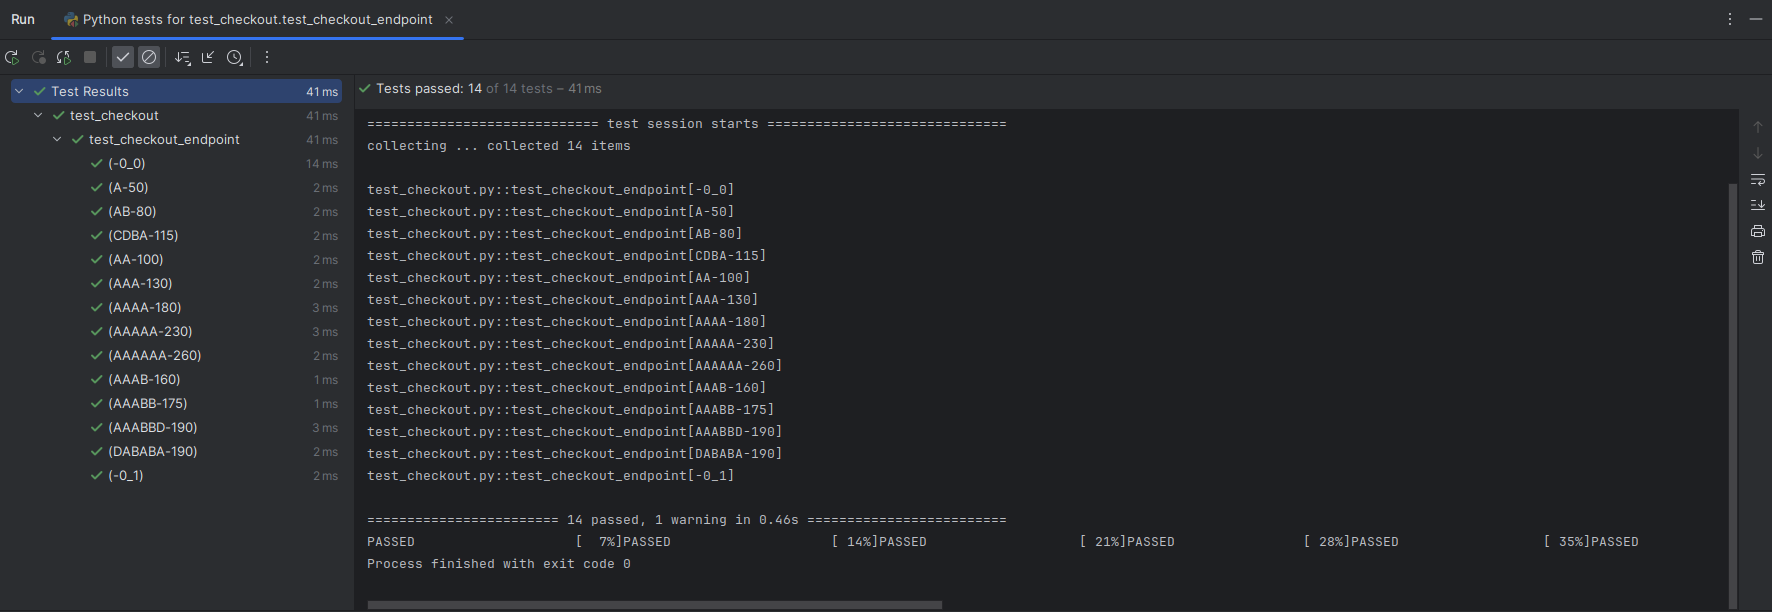 Run Python tests for test_checkout.test_checkout_endpoint
Test Results 41 ms
test_checkout 41 ms
test_checkout_endpoint 41 ms
(-0_0) 14 ms
(A-50) 2 ms
(AB-80) 2 ms
(CDBA-115) 2 ms
(AA-100) 2 ms
(AAA-130) 2 ms
(AAAA-180) 3 ms
(AAAAA-230) 3 ms
(AAAAAA-260) 2 ms
(AAAB-160) 1 ms
(AAABB-175) 1 ms
(AAABBD-190) 3 ms
(DABABA-190) 2 ms
(-0_1) 2 ms
Tests passed: 14 of 14 tests – 41 ms
============================= test session starts ==============================
collecting ... collected 14 items
test_checkout.py::test_checkout_endpoint[-0_0]
test_checkout.py::test_checkout_endpoint[A-50]
test_checkout.py::test_checkout_endpoint[AB-80]
test_checkout.py::test_checkout_endpoint[CDBA-115]
test_checkout.py::test_checkout_endpoint[AA-100]
test_checkout.py::test_checkout_endpoint[AAA-130]
test_checkout.py::test_checkout_endpoint[AAAA-180]
test_checkout.py::test_checkout_endpoint[AAAAA-230]
test_checkout.py::test_checkout_endpoint[AAAAAA-260]
test_checkout.py::test_checkout_endpoint[AAAB-160]
test_checkout.py::test_checkout_endpoint[AAABB-175]
test_checkout.py::test_checkout_endpoint[AAABBD-190]
test_checkout.py::test_checkout_endpoint[DABABA-190]
test_checkout.py::test_checkout_endpoint[-0_1]
======================== 14 passed, 1 warning in 0.46s =========================
PASSED [  7%]PASSED [ 14%]PASSED [ 21%]PASSED [ 28%]PASSED [ 35%]PASSED
Process finished with exit code 0